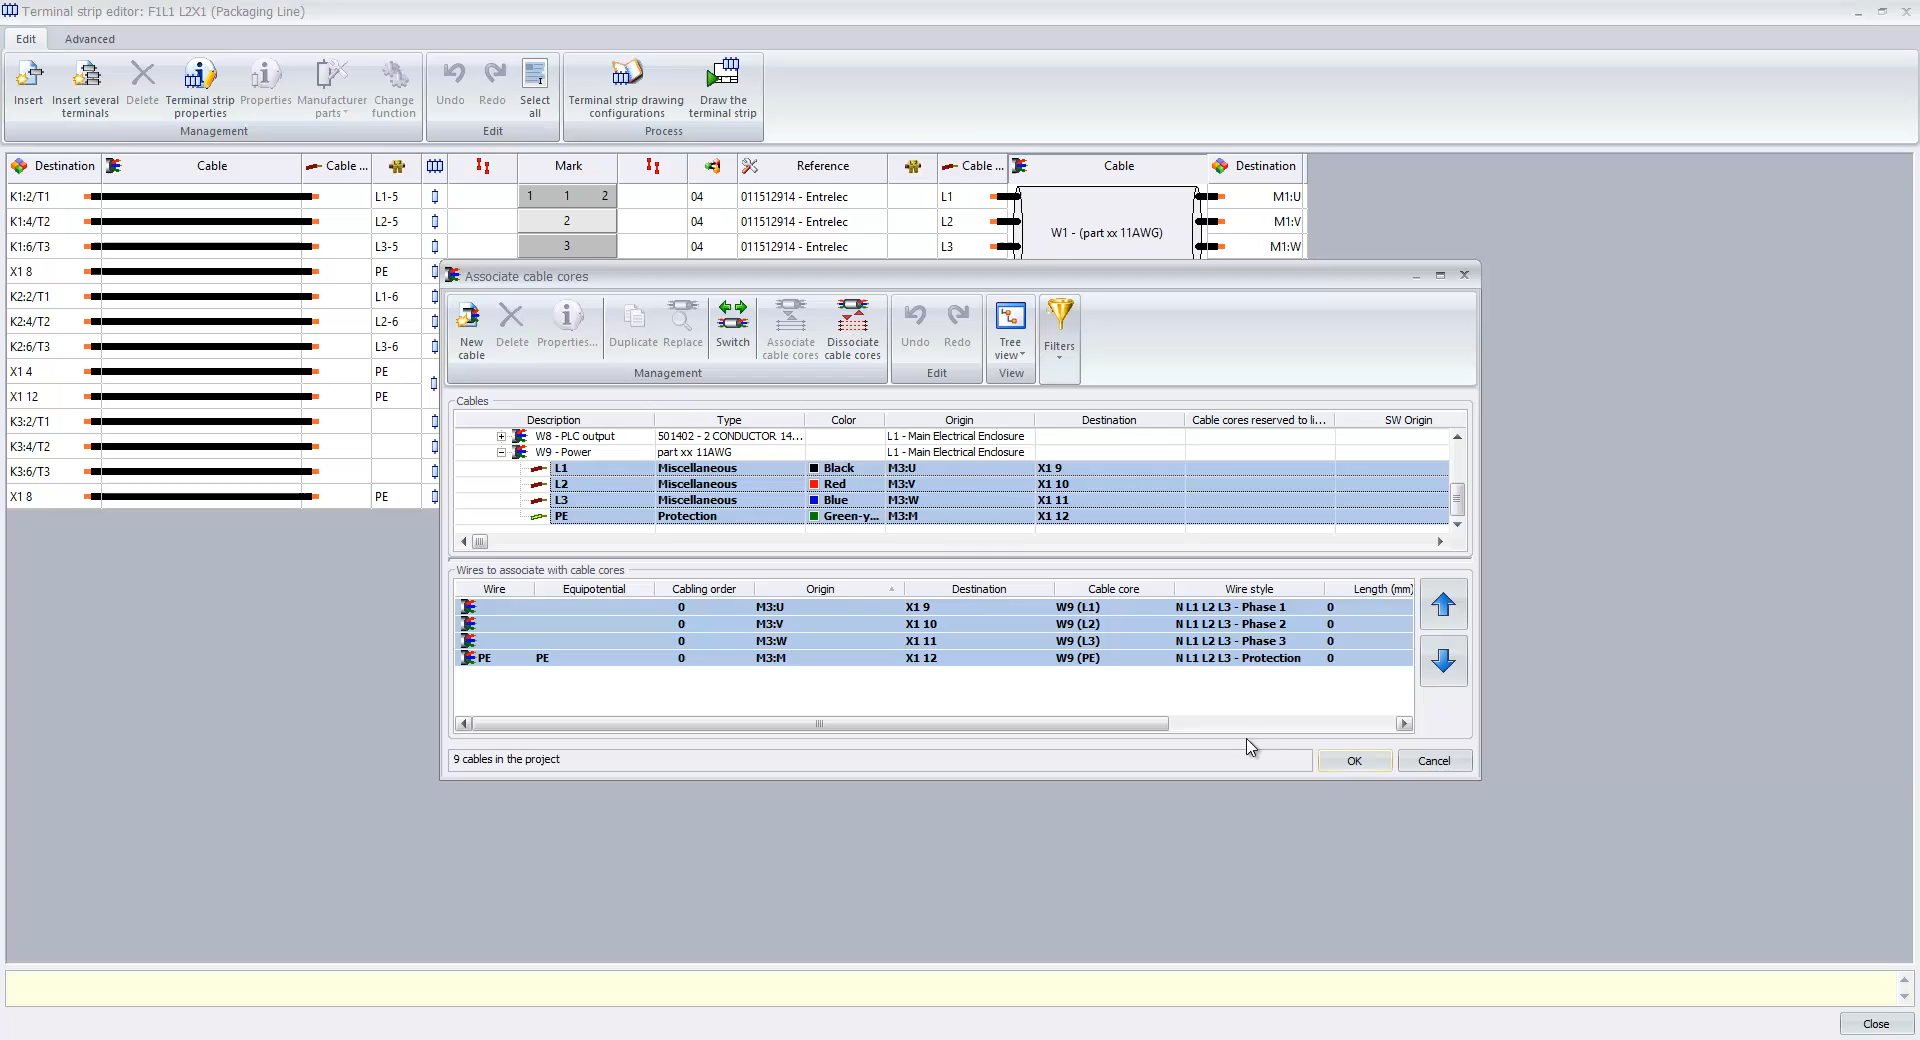 Terminal strip editor: F1L1 L2X1 (Packaging Line)
Edit Advanced
Insert Insert several terminals Delete Terminal strip properties Properties Manufacturer parts Change function Undo Redo Select all Terminal strip drawing configurations Draw the terminal strip
Management Edit Process
Destination Cable Cable ... Mark Reference Cable ... Cable Destination
K1:2/T1 L1-5 1 1 2 04 011512914 - Entrelec L1 M1:U
K1:4/T2 L2-5 2 04 011512914 - Entrelec L2 M1:V
W1 - (part xx 11AWG)
K1:6/T3 L3-5 3 04 011512914 - Entrelec L3 M1:W
X1 8 PE
K2:2/T1 L1-6
K2:4/T2 L2-6
K2:6/T3 L3-6
X1 4 PE
X1 12 PE
K3:2/T1
K3:4/T2
K3:6/T3
X1 8 PE
Associate cable cores
New cable Delete Properties... Duplicate Replace Switch Associate cable cores Dissociate cable cores Undo Redo Tree view Filters
Management Edit View
Cables
Description Type Color Origin Destination Cable cores reserved to li... SW Origin
W8 - PLC output 501402 - 2 CONDUCTOR 14... L1 - Main Electrical Enclosure
W9 - Power part xx 11AWG L1 - Main Electrical Enclosure
L1 Miscellaneous Black M3:U X1 9
L2 Miscellaneous Red M3:V X1 10
L3 Miscellaneous Blue M3:W X1 11
PE Protection Green-y... M3:M X1 12
Wires to associate with cable cores
Wire Equipotential Cabling order Origin Destination Cable core Wire style Length (mm)
0 M3:U X1 9 W9 (L1) N L1 L2 L3 - Phase 1 0
0 M3:V X1 10 W9 (L2) N L1 L2 L3 - Phase 2 0
0 M3:W X1 11 W9 (L3) N L1 L2 L3 - Phase 3 0
PE PE 0 M3:M X1 12 W9 (PE) N L1 L2 L3 - Protection 0
9 cables in the project OK Cancel
Close